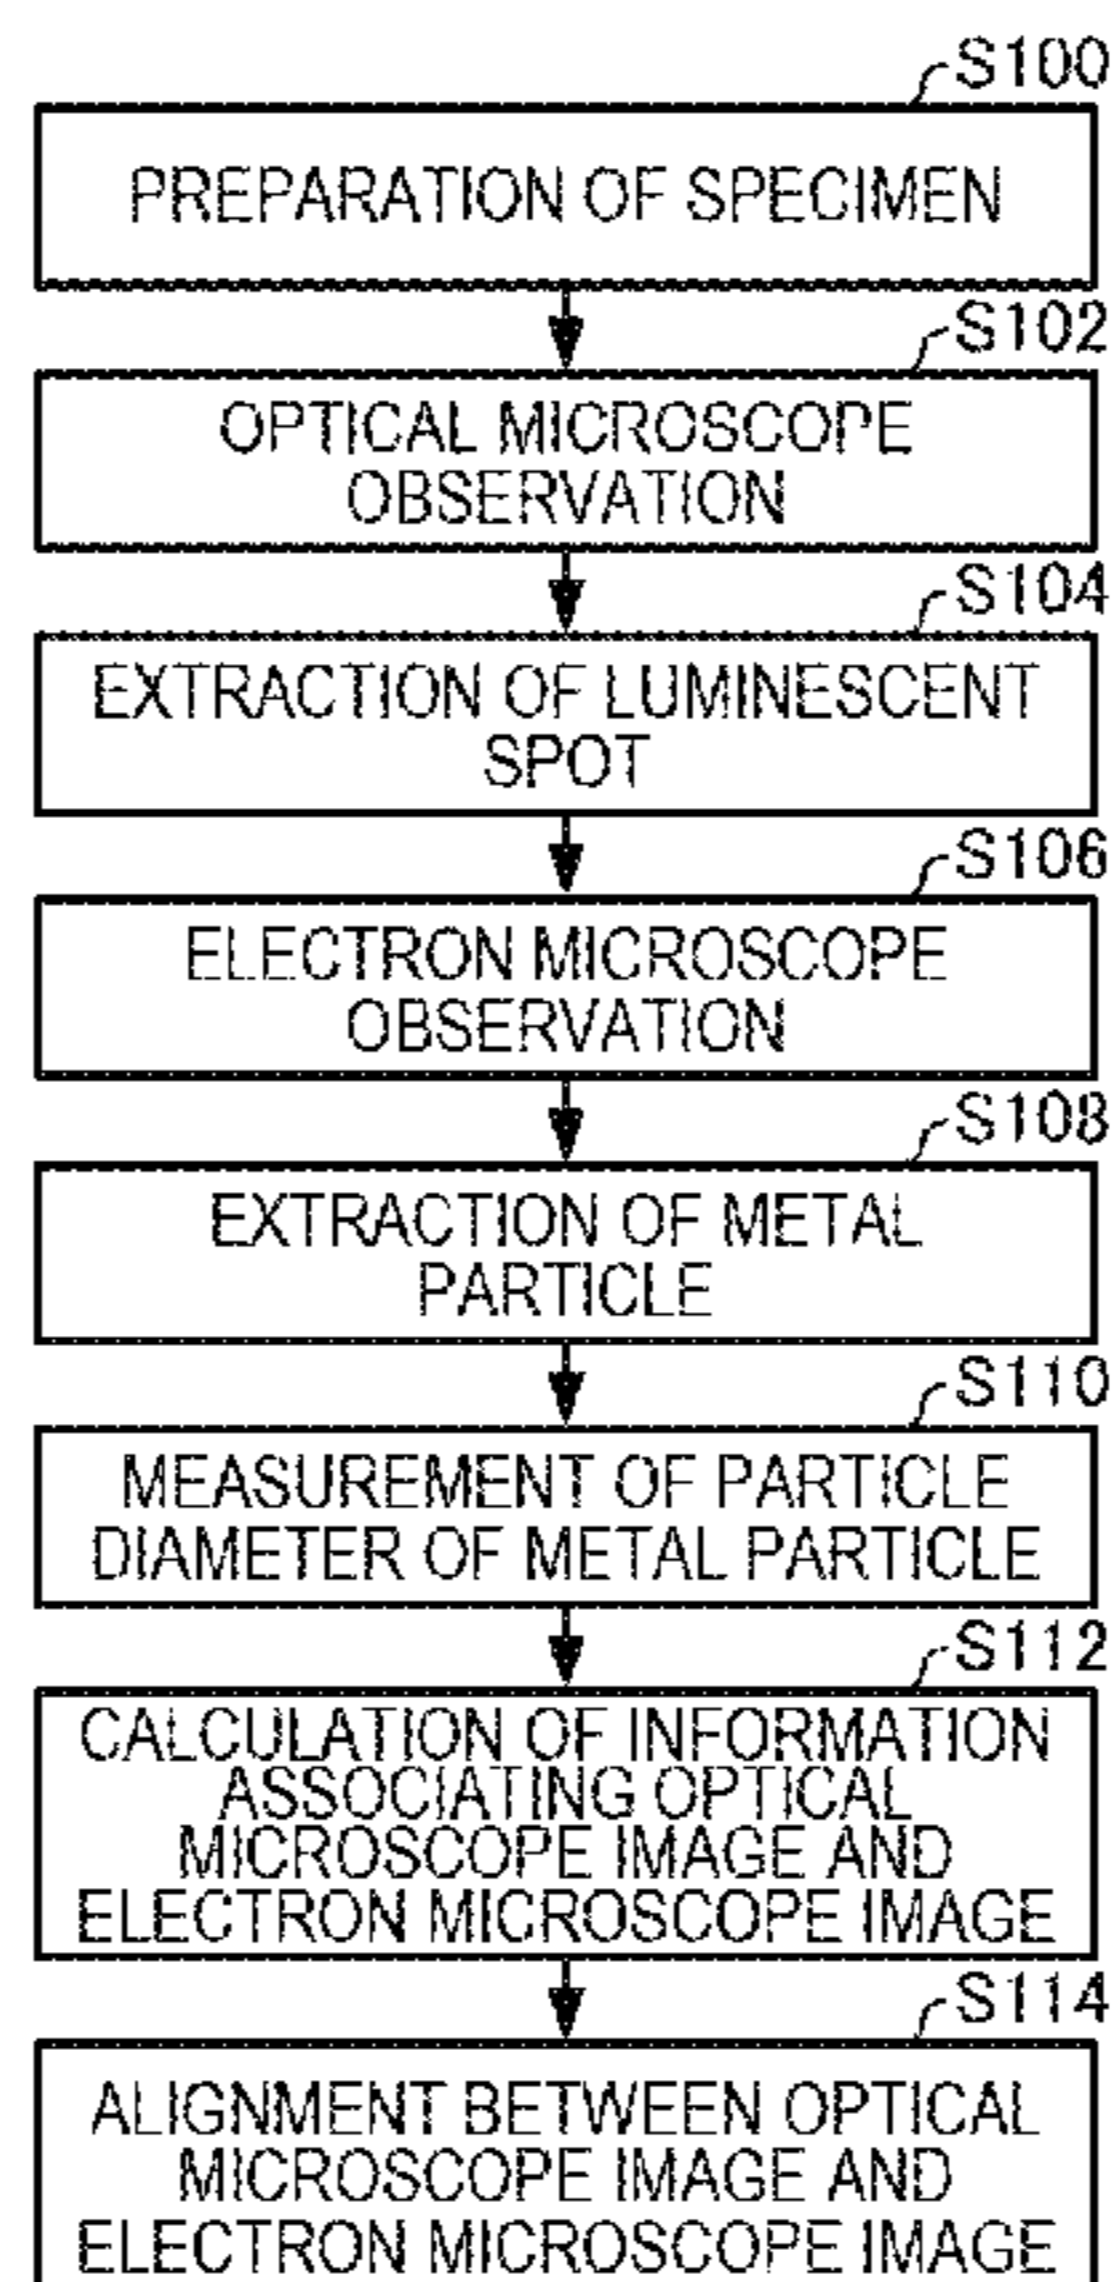 S100
PREPARATION OF SPECIMEN
S102
OPTICAL MICROSCOPE
OBSERVATION
S104
EXTRACTION OF LUMINESCENT
SPOT
S106
ELECTRON MICROSCOPE
OBSERVATION
S108
EXTRACTION OF METAL
PARTICLE
S110
MEASUREMENT OF PARTICLE
DIAMETER OF METAL PARTICLE
S112
CALCULATION OF INFORMATION
ASSOCIATING OPTICAL
MICROSCOPE IMAGE AND
ELECTRON MICROSCOPE IMAGE
S114
ALIGNMENT BETWEEN OPTICAL
MICROSCOPE IMAGE AND
ELECTRON MICROSCOPE IMAGE